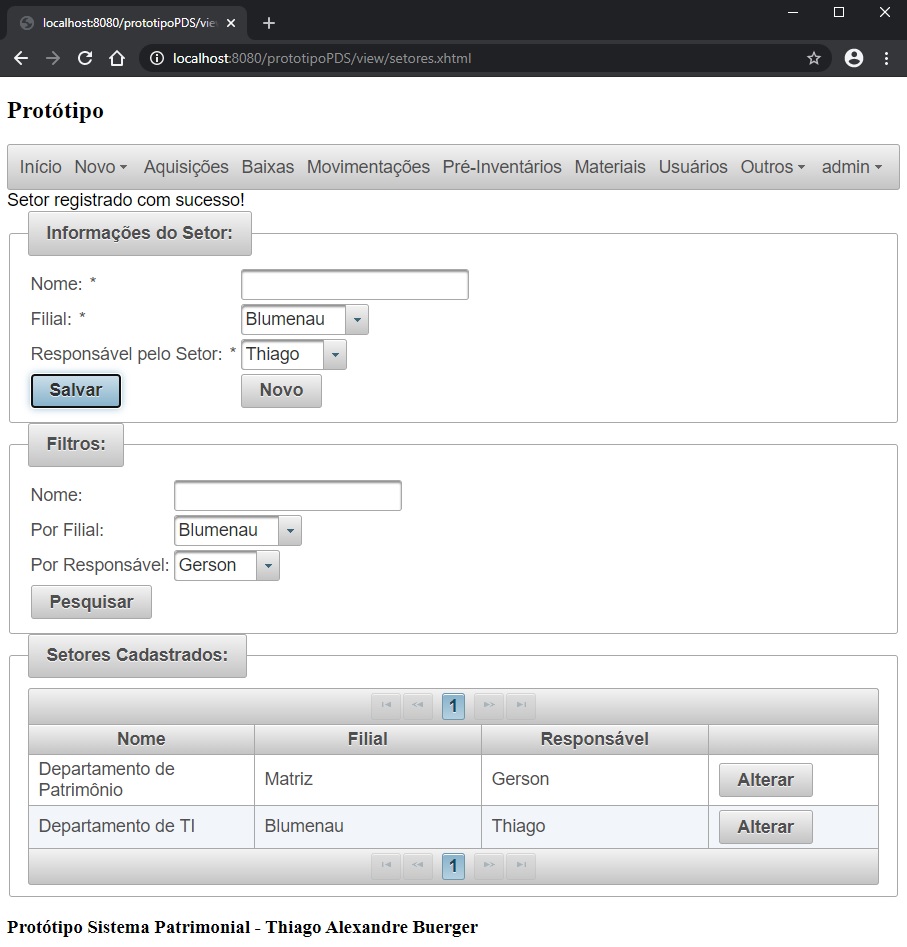 localhost:8080/prototipoPDS/vie
localhost:8080/prototipoPDS/view/setores.xhtml
Protótipo
Início Novo Aquisições Baixas Movimentações Pré-Inventários Materiais Usuários Outros admin
Setor registrado com sucesso!
Informações do Setor:
Nome: *
Filial: * Blumenau
Responsável pelo Setor: * Thiago
Salvar Novo
Filtros:
Nome:
Por Filial: Blumenau
Por Responsável: Gerson
Pesquisar
Setores Cadastrados:
1
Nome Filial Responsável
Departamento de
Patrimônio Matriz Gerson Alterar
Departamento de TI Blumenau Thiago Alterar
1
Protótipo Sistema Patrimonial - Thiago Alexandre Buerger